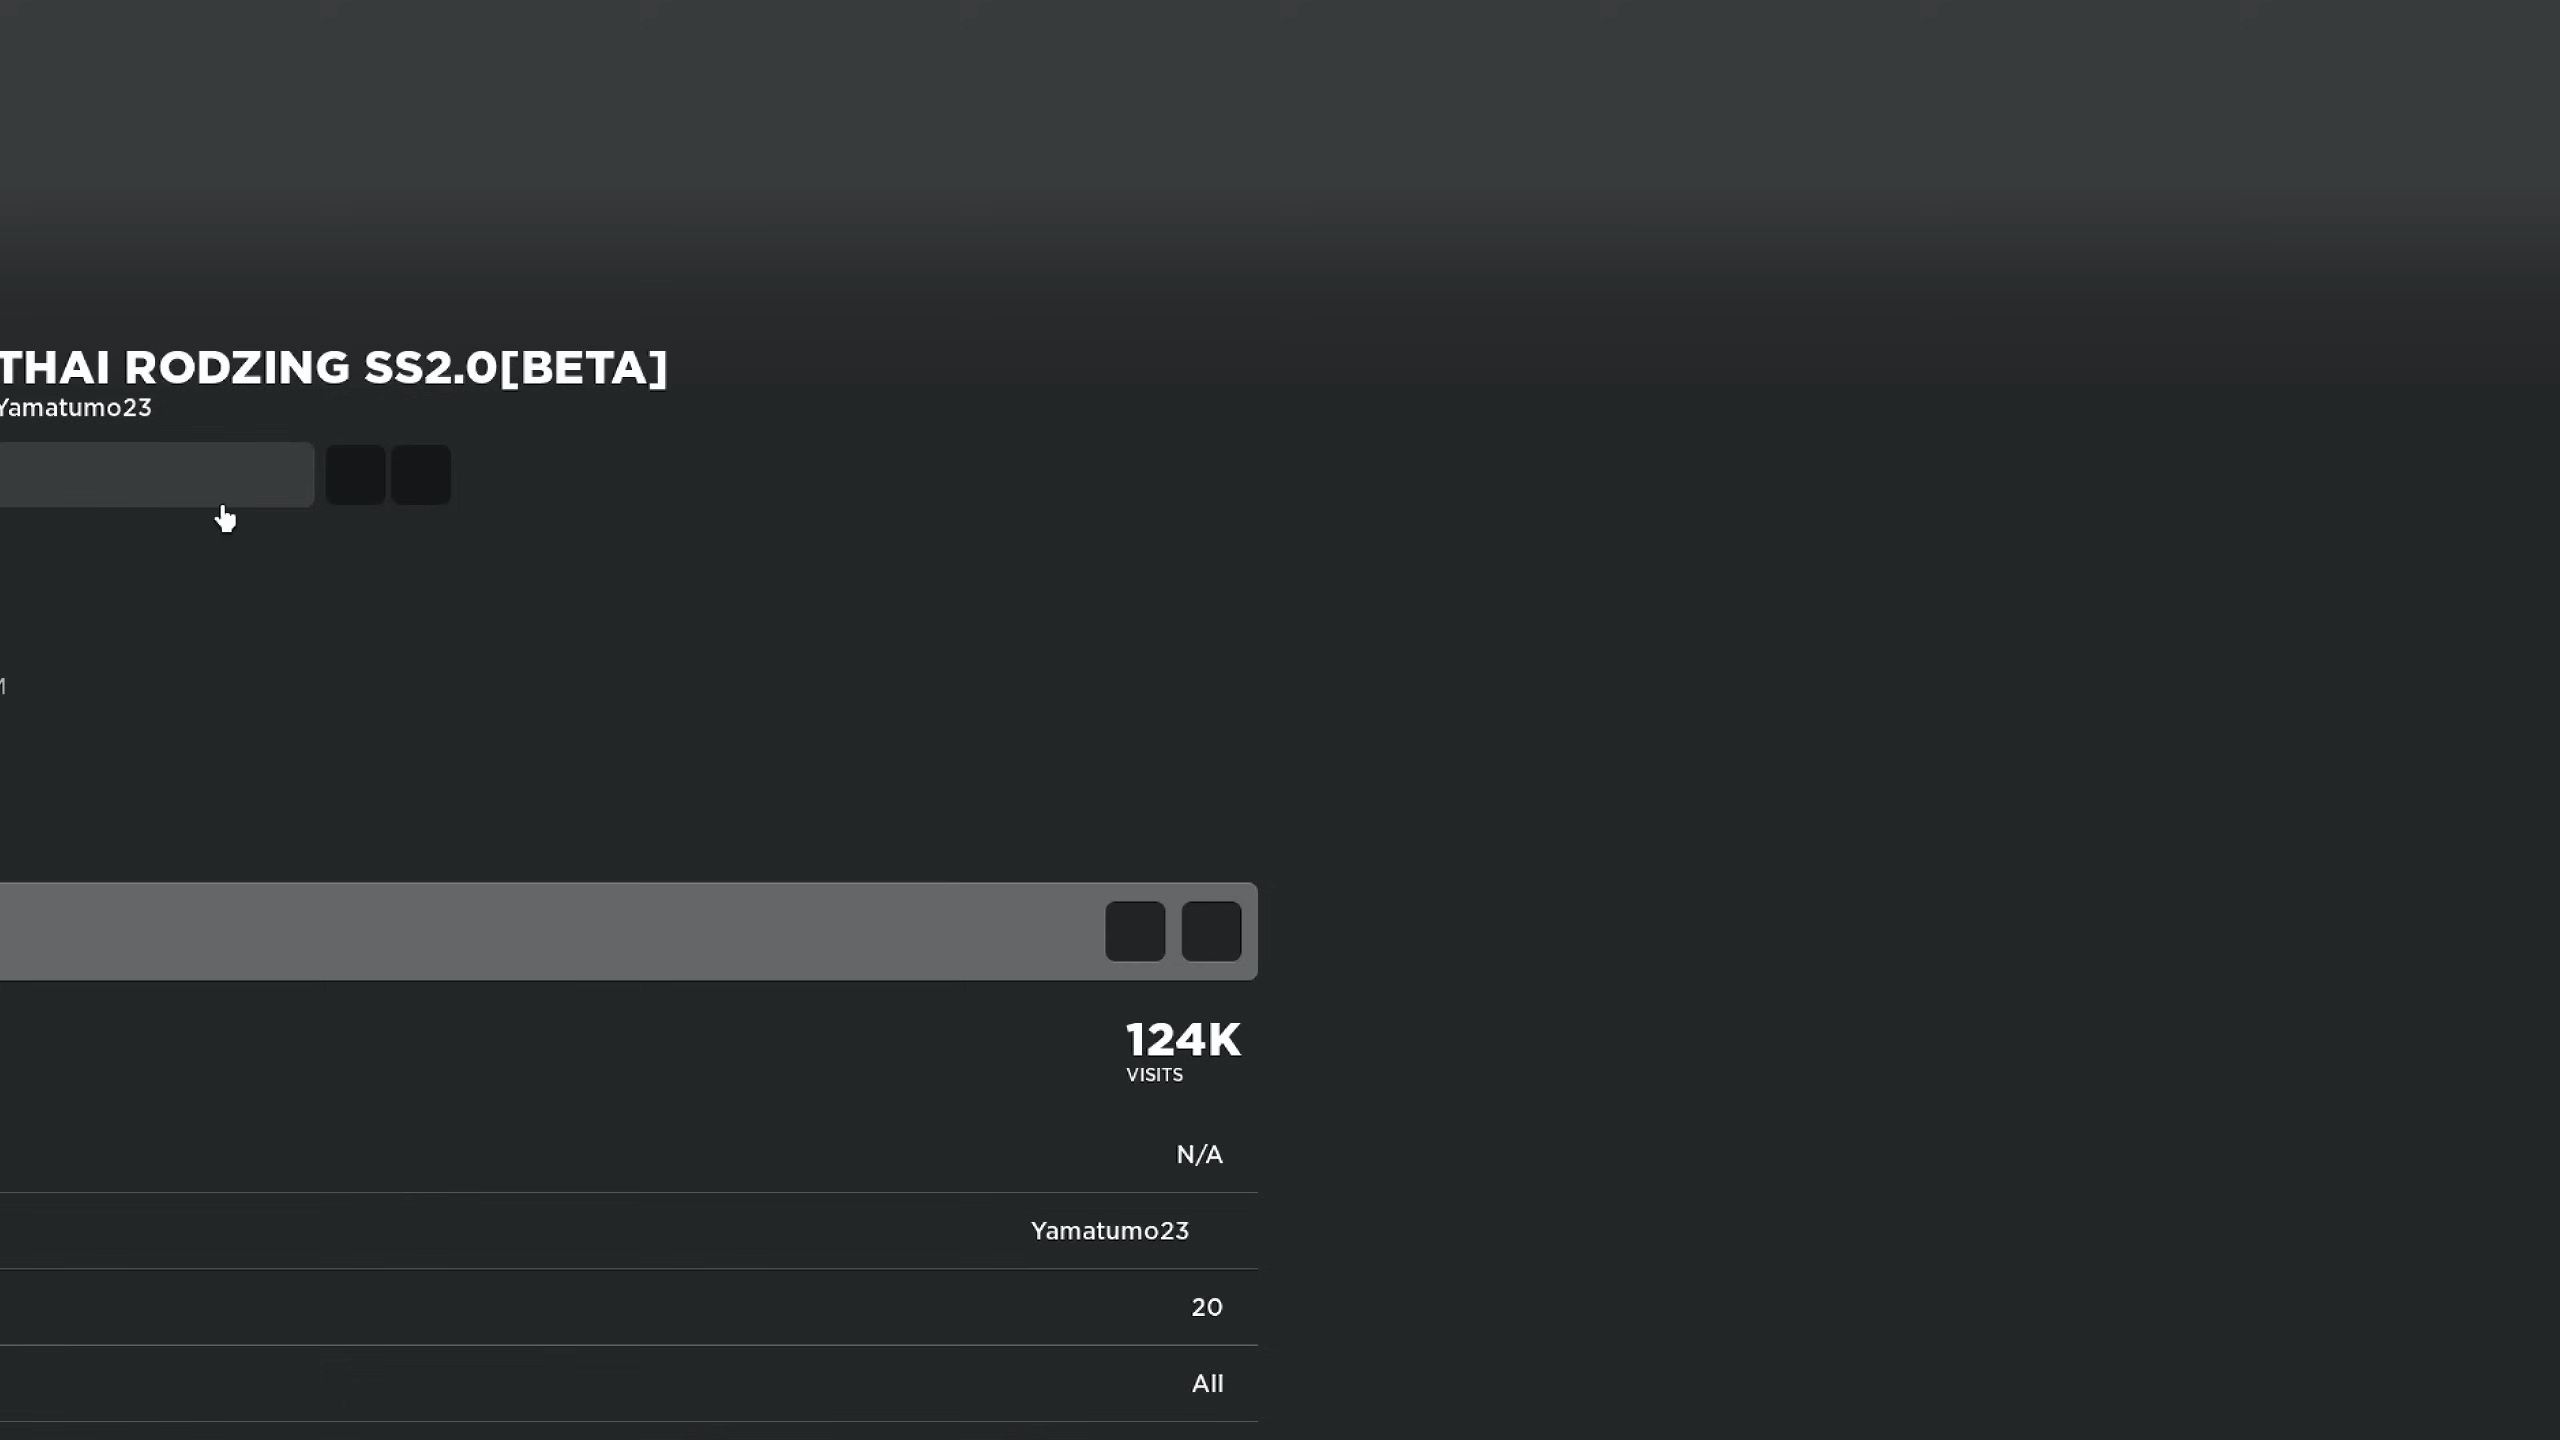 THAI RODZING SS2.0[BETA]
Yamatumo23
124K
VISITS
N/A
Yamatumo23
20
All